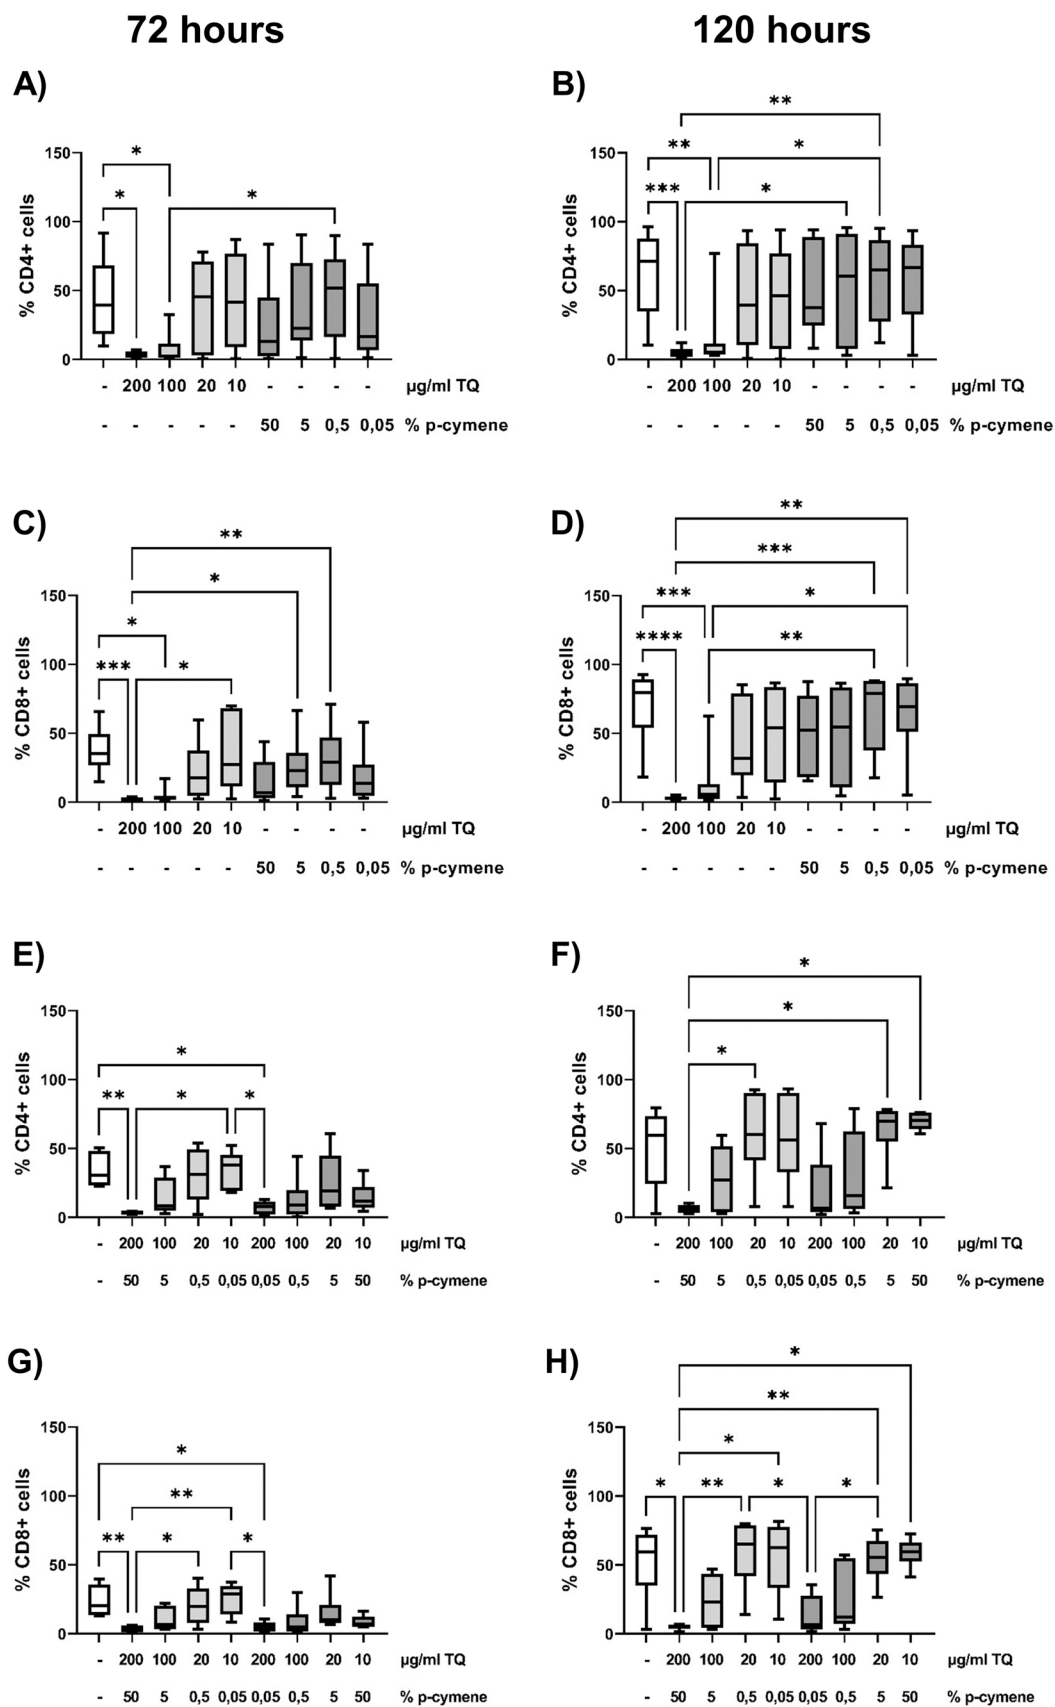 72 hours
120 hours
A)
*
*
*
% CD4+ cells
150
100
50
0
- 200 100 20 10 - - - - µg/ml TQ
- - - - - 50 5 0,5 0,05 % p-cymene
B)
**
** *
*** *
% CD4+ cells
150
100
50
0
- 200 100 20 10 - - - - µg/ml TQ
- - - - - 50 5 0,5 0,05 % p-cymene
C)
**
*
*
*** *
% CD8+ cells
150
100
50
0
- 200 100 20 10 - - - - µg/ml TQ
- - - - - 50 5 0,5 0,05 % p-cymene
D)
**
***
*** *
**** **
% CD8+ cells
150
100
50
0
- 200 100 20 10 - - - - µg/ml TQ
- - - - - 50 5 0,5 0,05 % p-cymene
E)
*
** * *
% CD4+ cells
150
100
50
0
- 200 100 20 10 200 100 20 10 µg/ml TQ
- 50 5 0,5 0,05 0,05 0,5 5 50 % p-cymene
F)
*
*
*
% CD4+ cells
150
100
50
0
- 200 100 20 10 200 100 20 10 µg/ml TQ
- 50 5 0,5 0,05 0,05 0,5 5 50 % p-cymene
G)
*
**
** * *
% CD8+ cells
150
100
50
0
- 200 100 20 10 200 100 20 10 µg/ml TQ
- 50 5 0,5 0,05 0,05 0,5 5 50 % p-cymene
H)
*
**
*
* ** * *
% CD8+ cells
150
100
50
0
- 200 100 20 10 200 100 20 10 µg/ml TQ
- 50 5 0,5 0,05 0,05 0,5 5 50 % p-cymene